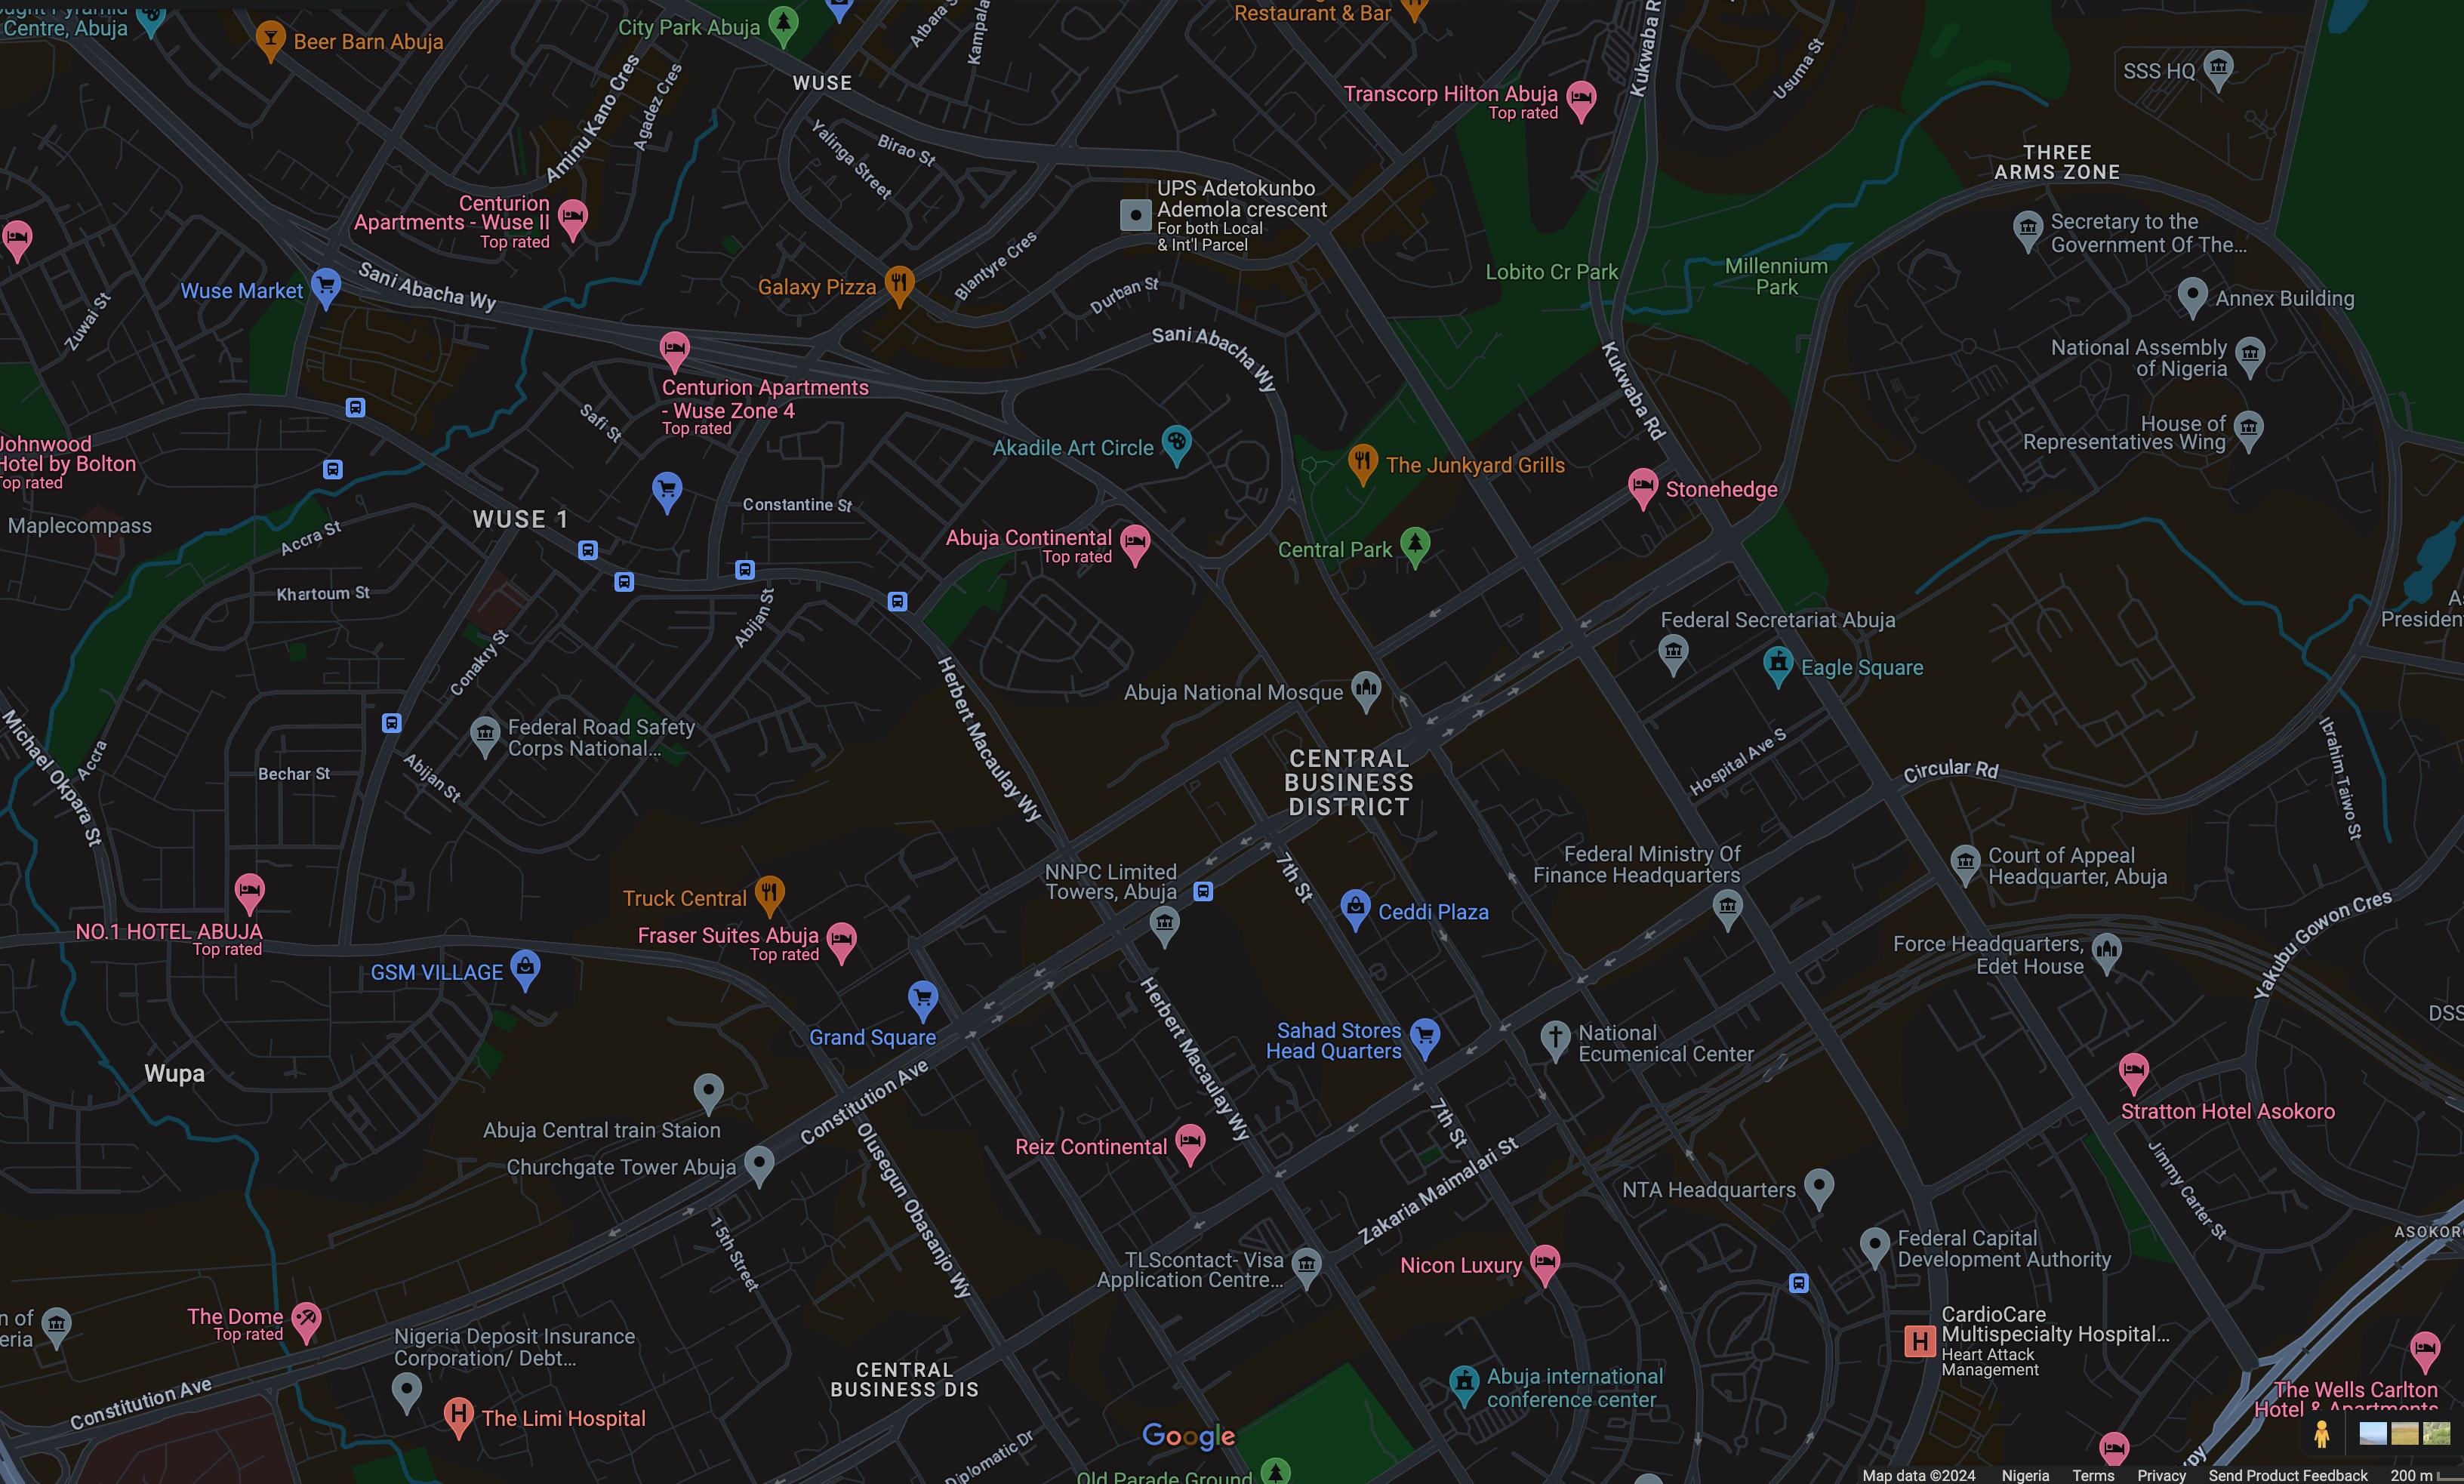 Centre, Abuja
Beer Barn Abuja
City Park Abuja
Aminu Kano Cres
Agadez Cres
WUSE
Kampala
Restaurant & Bar
Transcorp Hilton Abuja
Top rated
Usuma St
SSS HQ
THREE
ARMS ZONE
Yalinga Street
Birao St
Centurion
Apartments - Wuse II
Top rated
UPS Adetokunbo
Ademola crescent
For both Local
& Int'l Parcel
Secretary to the
Government Of The...
Wuse Market
Sani Abacha Wy
Galaxy Pizza
Blantyre Cres
Durban St
Lobito Cr Park
Millennium
Park
Annex Building
Zuwai St
Sani Abacha Wy
National Assembly
of Nigeria
Kukwaba Rd
Centurion Apartments
- Wuse Zone 4
Top rated
Safi St
House of
Representatives Wing
Johnwood
Hotel by Bolton
Top rated
Akadile Art Circle
The Junkyard Grills
Stonehedge
Maplecompass
WUSE 1
Constantine St
Accra St
Abuja Continental
Top rated
Central Park
Khartoum St
Abijan St
Federal Secretariat Abuja
Conakry St
Eagle Square
Abuja National Mosque
Herbert Macaulay Wy
Michael Okpara St
Accra
Federal Road Safety
Corps National...
Bechar St
Abijan St
CENTRAL
BUSINESS
DISTRICT
Hospital Ave S
Circular Rd
Ibrahim Taiwo St
NNPC Limited
Towers, Abuja
7th St
Federal Ministry Of
Finance Headquarters
Court of Appeal
Headquarter, Abuja
Truck Central
Ceddi Plaza
NO.1 HOTEL ABUJA
Top rated
Fraser Suites Abuja
Top rated
Force Headquarters,
Edet House
Yakubu Gowon Cres
GSM VILLAGE
Grand Square
Herbert Macaulay Wy
Sahad Stores
Head Quarters
National
Ecumenical Center
DSS
Wupa
Constitution Ave
Abuja Central train Staion
Churchgate Tower Abuja
Olusegun Obasanjo Wy
Reiz Continental
7th St
Zakaria Maimalari St
Stratton Hotel Asokoro
Jimmy Carter St
NTA Headquarters
15th Street
TLScontact- Visa
Application Centre...
Nicon Luxury
Federal Capital
Development Authority
The Dome
Top rated
Nigeria Deposit Insurance
Corporation/ Debt...
CENTRAL
BUSINESS DIS
Abuja international
conference center
H
CardioCare
Multispecialty Hospital...
Heart Attack
Management
Constitution Ave
H
The Limi Hospital
The Wells Carlton
Hotel & Apartments
Google
Diplomatic Dr
Old Parade Ground
Map data ©2024 Nigeria Terms Privacy Send Product Feedback 200 m